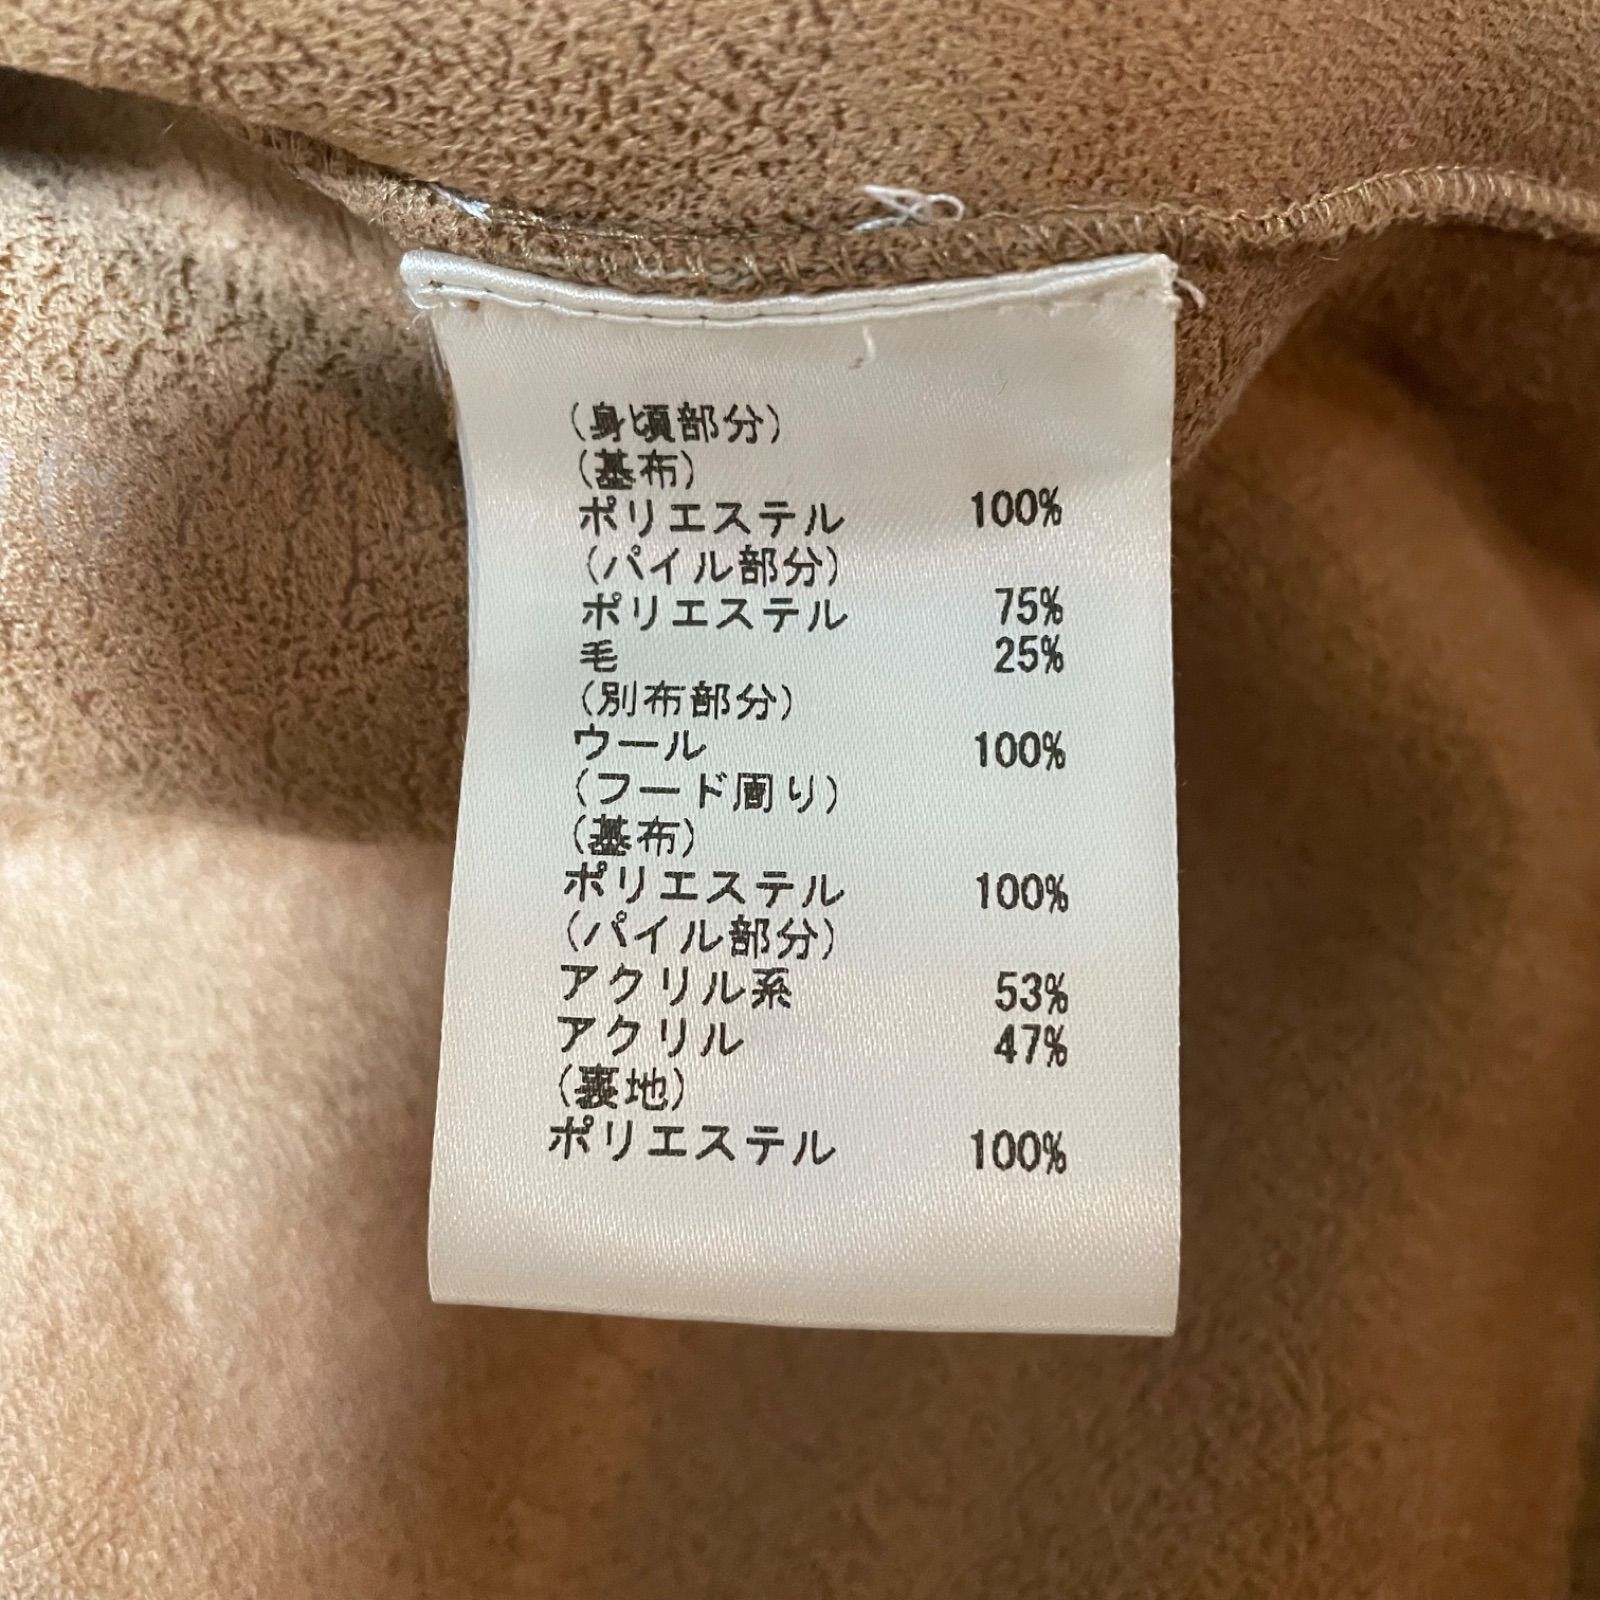 (身頃部分)
(基布)
ポリエステル 100%
(パイル部分)
ポリエステル 75%
毛 25%
(別布部分)
ウール 100%
(フード周り)
(基布)
ポリエステル 100%
(パイル部分)
アクリル系 53%
アクリル 47%
(裏地)
ポリエステル 100%